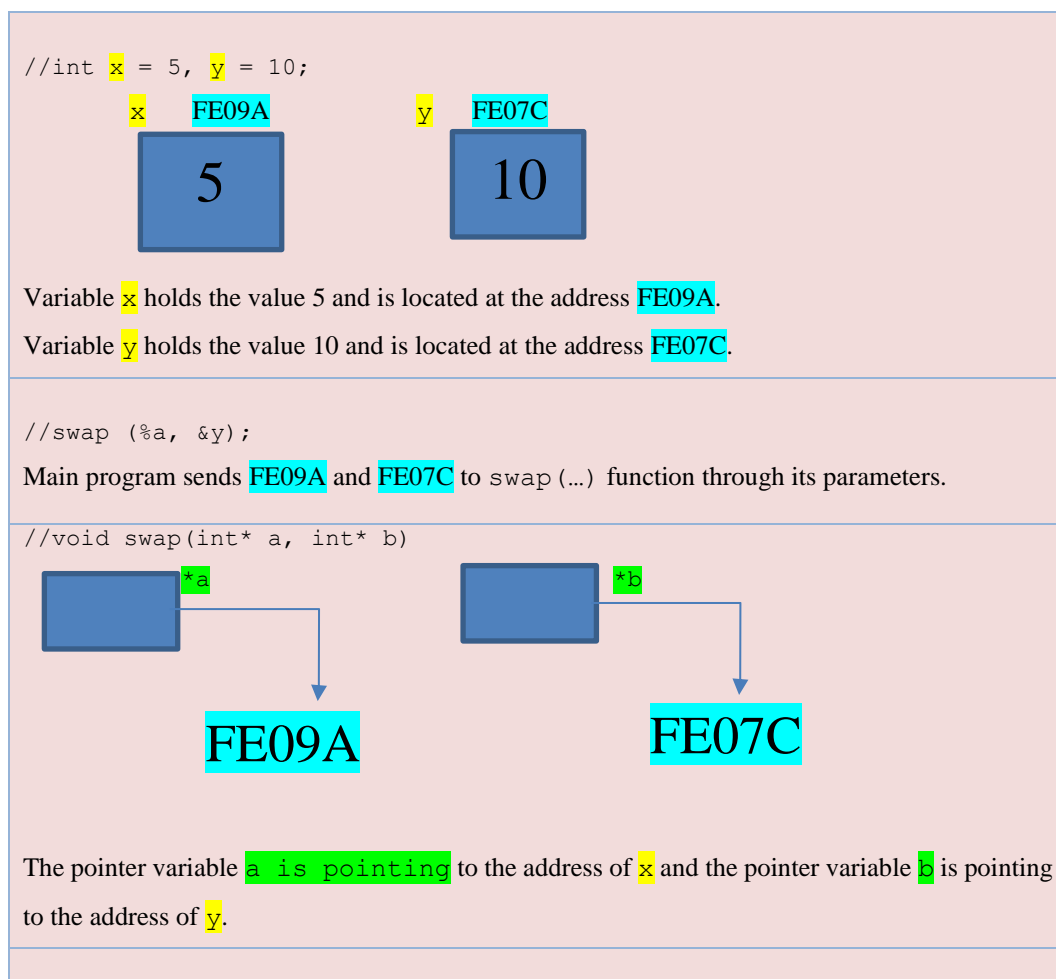 //int x = 5, y = 10;
x FE09A y FE07C
5 10
Variable x holds the value 5 and is located at the address FE09A.
Variable y holds the value 10 and is located at the address FE07C.
//swap (%a, &y);
Main program sends FE09A and FE07C to swap(…) function through its parameters.
//void swap(int* a, int* b)
*a *b
FE09A FE07C
The pointer variable a is pointing to the address of x and the pointer variable b is pointing
to the address of y.